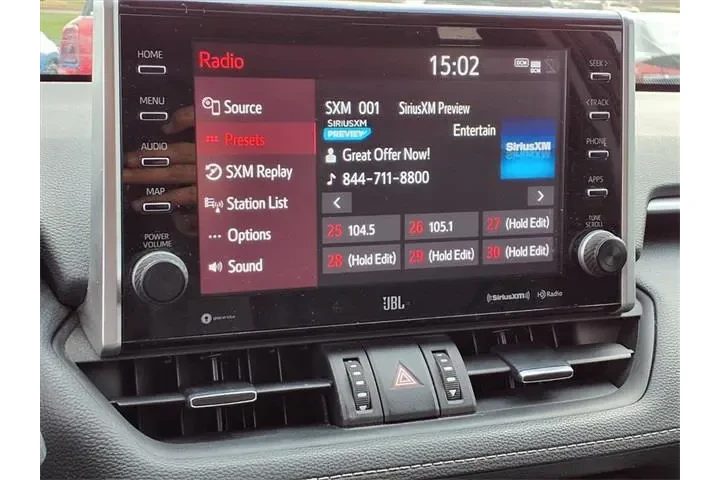 HOME
MENU
AUDIO
MAP
POWER
VOLUME
Radio
15:02
DCM
DCM
Source
Presets
SXM Replay
Station List
Options
Sound
SXM 001 SiriusXM Preview
SIRIUSXM
PREVIEW
Entertain
Great Offer Now!
844-711-8800
SiriusXM
25 104.5
26 105.1
27 (Hold Edit)
28 (Hold Edit)
29 (Hold Edit)
30 (Hold Edit)
SEEK >
< TRACK
PHONE
APPS
TUNE
SCROLL
JBL
((SiriusXM))
HD Radio